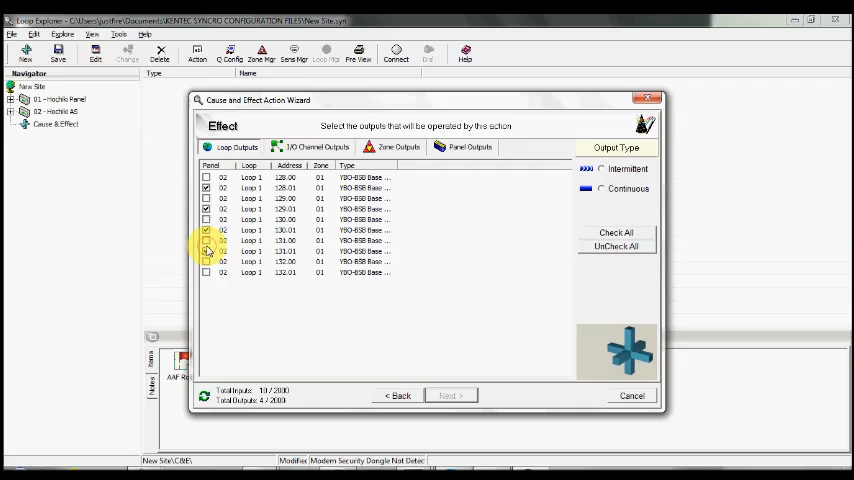 Loop Explorer - C:\Users\justfire\Documents\KENTEC SYNCRO CONFIGURATION FILES\New Site.syn
File Edit Explore View Tools Help
New Save Edit Change Delete Action Q Config Zone Mgr Sens Mgr Loop Mgr Pre View Connect Dial Help
Navigator
Type Name
New Site
01 - Hochiki Panel
02 - Hochiki AS
Cause & Effect
Cause and Effect Action Wizard
Effect
Select the outputs that will be operated by this action
Loop Outputs I/O Channel Outputs Zone Outputs Panel Outputs
Output Type
Panel Loop Address Zone Type
02 Loop 1 128.00 01 YBO-BSB Base ...
02 Loop 1 128.01 01 YBO-BSB Base ...
02 Loop 1 129.00 01 YBO-BSB Base ...
02 Loop 1 129.01 01 YBO-BSB Base ...
02 Loop 1 130.00 01 YBO-BSB Base ...
02 Loop 1 130.01 01 YBO-BSB Base ...
02 Loop 1 131.00 01 YBO-BSB Base ...
02 Loop 1 131.01 01 YBO-BSB Base ...
02 Loop 1 132.00 01 YBO-BSB Base ...
02 Loop 1 132.01 01 YBO-BSB Base ...
Intermittent
Continuous
Check All
UnCheck All
Items
Notes
AAF
Total Inputs: 10 / 2000
Total Outputs: 4 / 2000
< Back Next > Cancel
New Site\C&E\ Modified Modem Security Dongle Not Detec